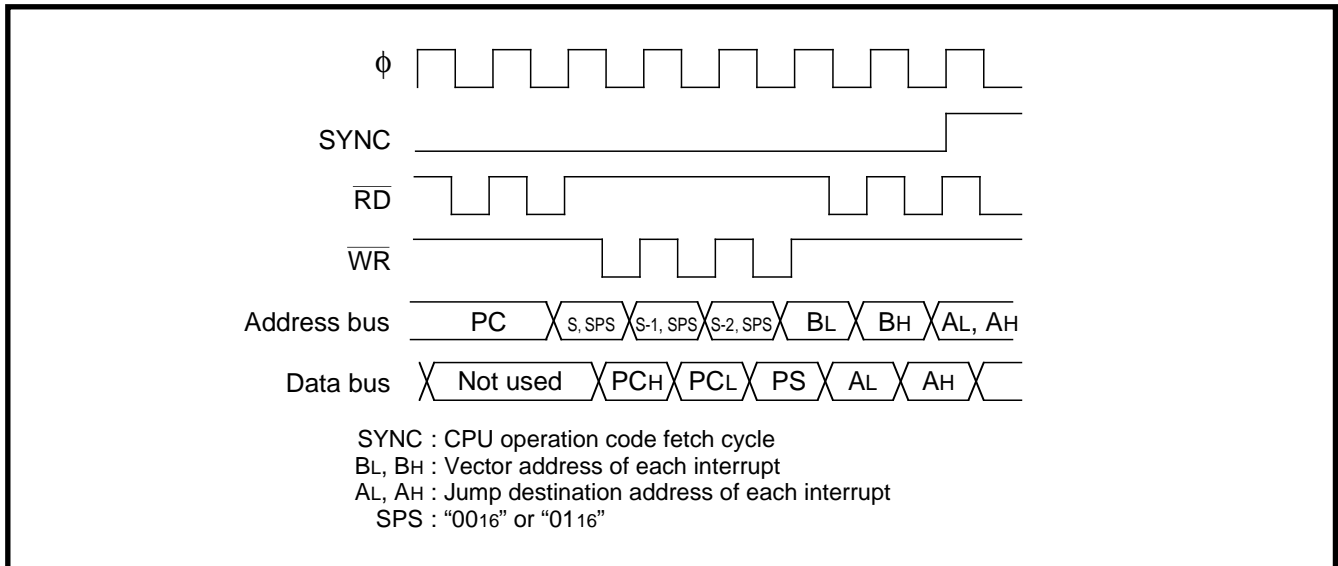 ϕ
SYNC
RD
WR
Address bus PC S, SPS S-1, SPS S-2, SPS BL BH AL, AH
Data bus Not used PCH PCL PS AL AH
SYNC : CPU operation code fetch cycle
BL, BH : Vector address of each interrupt
AL, AH : Jump destination address of each interrupt
SPS : “0016” or “0116”